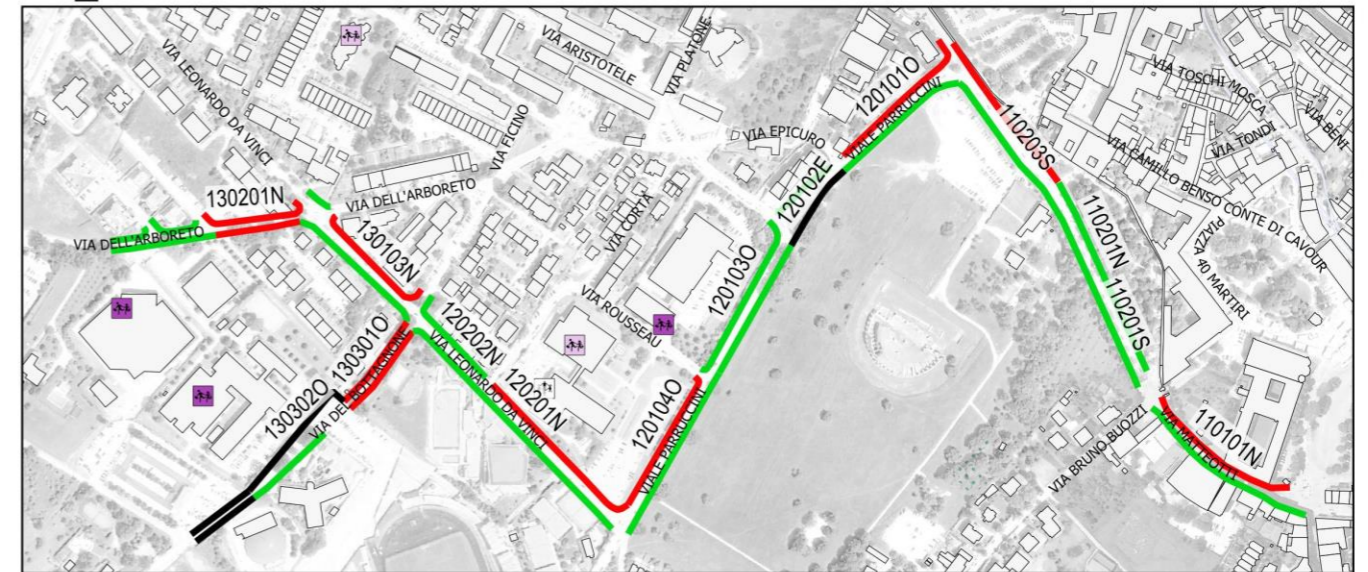 VIA LEONARDO DA VINCI
VIA ARISTOTELE
VIA PLATONE
VIA FICINO
VIA EPICURO
120101O
VIALE PARRUCCINI
110203S
VIA TOSCHI MOSCA
VIA BENI
VIA TONDI
VIA CAMILLO BENSO CONTE DI CAVOUR
PIAZZA 40 MARTIRI
130201N
VIA DELL'ARBORETO
VIA DELL'ARBORETO
VIA CORTA
120102E
110201N
110201S
130103N
120103O
VIA ROUSSEAU
130301O
130302O
VIA DEL BOTTAGNONE
120202N
VIA LEONARDO DA VINCI
120201N
120104O
VIALE PARRUCCINI
VIA BRUNO BUOZZI
VIA MATTEOTTI
110101N